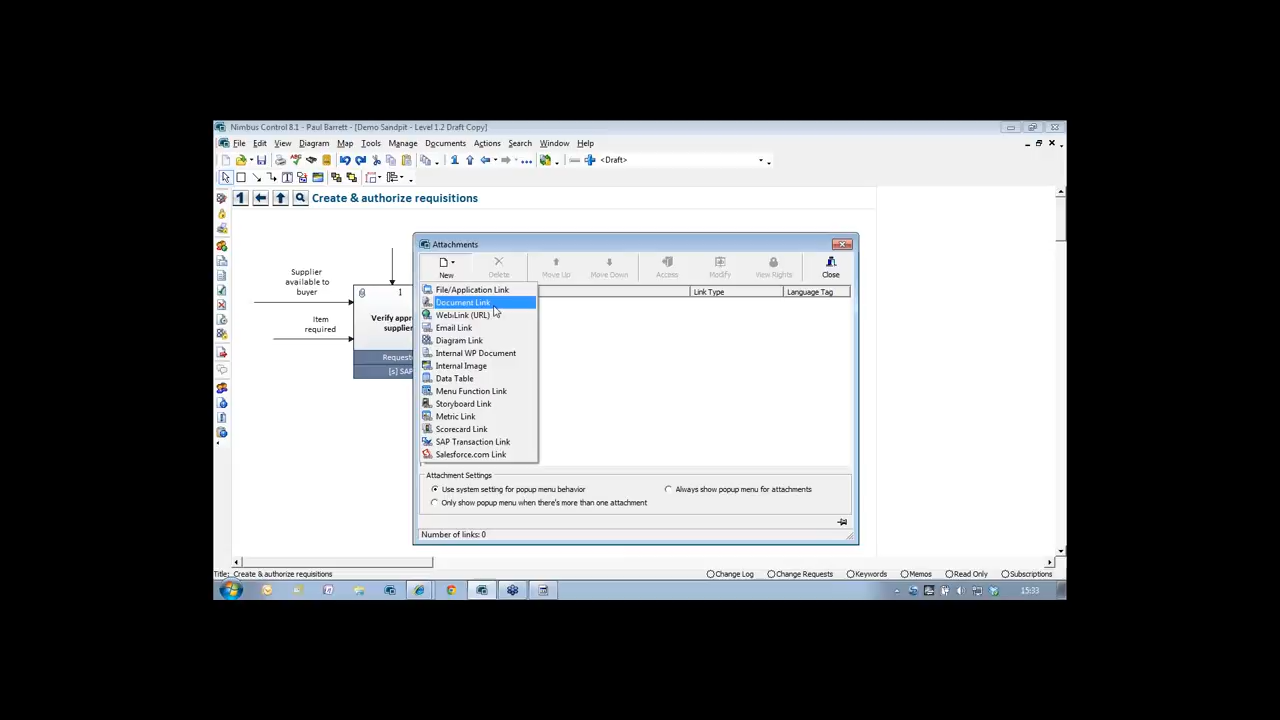 Nimbus Control 8.1 - Paul Barrett - [Demo Sandpit - Level 1.2 Draft Copy]
File Edit View Diagram Map Tools Manage Documents Actions Search Window Help
<Draft>
1 Create & authorize requisitions
Attachments
New Delete Move Up Move Down Access Modify View Rights Close
Link Type Language Tag
File/Application Link
Document Link
Web Link (URL)
Email Link
Diagram Link
Internal WP Document
Internal Image
Data Table
Menu Function Link
Storyboard Link
Metric Link
Scorecard Link
SAP Transaction Link
Salesforce.com Link
Supplier
available to
buyer
Item
required
1
Verify appr
supplier
Requeste
[s] SAP
Attachment Settings
Use system setting for popup menu behavior
Always show popup menu for attachments
Only show popup menu when there's more than one attachment
Number of links: 0
Title: Create & authorize requisitions
Change Log Change Requests Keywords Memos Read Only Subscriptions
15:33